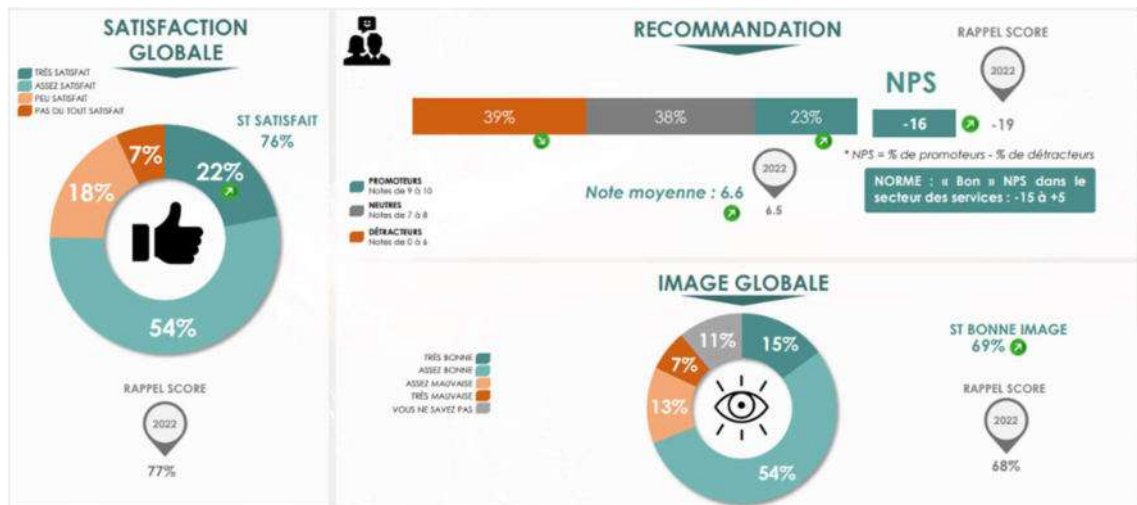 SATISFACTION
GLOBALE
TRÈS SATISFAIT
ASSEZ SATISFAIT
PEU SATISFAIT
PAS DU TOUT SATISFAIT
ST SATISFAIT
76%
7%
22%
18%
54%
RAPPEL SCORE
2022
77%
RECOMMANDATION
39%
38%
23%
NPS
-16
RAPPEL SCORE
2022
-19
* NPS = % de promoteurs - % de détracteurs
NORME : « Bon » NPS dans le
secteur des services : -15 à +5
PROMOTEURS
Notes de 9 à 10
NEUTRES
Notes de 7 à 8
DÉTRACTEURS
Notes de 0 à 6
Note moyenne : 6.6
2022
6.5
IMAGE GLOBALE
TRÈS BONNE
ASSEZ BONNE
ASSEZ MAUVAISE
TRÈS MAUVAISE
VOUS NE SAVEZ PAS
11%
15%
7%
13%
54%
ST BONNE IMAGE
69%
RAPPEL SCORE
2022
68%